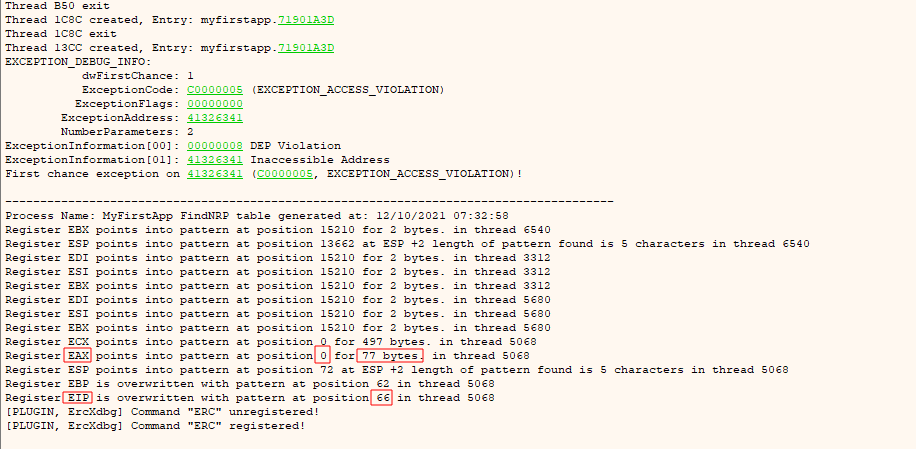 Thread B50 exit
Thread 1C8C created, Entry: myfirstapp.71901A3D
Thread 1C8C exit
Thread 13CC created, Entry: myfirstapp.71901A3D
EXCEPTION_DEBUG_INFO:
dwFirstChance: 1
ExceptionCode: C0000005 (EXCEPTION_ACCESS_VIOLATION)
ExceptionFlags: 00000000
ExceptionAddress: 41326341
NumberParameters: 2
ExceptionInformation[00]: 00000008 DEP Violation
ExceptionInformation[01]: 41326341 Inaccessible Address
First chance exception on 41326341 (C0000005, EXCEPTION_ACCESS_VIOLATION)!
---------------------------------------------------------------------------------------
Process Name: MyFirstApp FindNRP table generated at: 12/10/2021 07:32:58
Register EBX points into pattern at position 15210 for 2 bytes. in thread 6540
Register ESP points into pattern at position 13662 at ESP +2 length of pattern found is 5 characters in thread 6540
Register EDI points into pattern at position 15210 for 2 bytes. in thread 3312
Register ESI points into pattern at position 15210 for 2 bytes. in thread 3312
Register EBX points into pattern at position 15210 for 2 bytes. in thread 3312
Register EDI points into pattern at position 15210 for 2 bytes. in thread 5680
Register ESI points into pattern at position 15210 for 2 bytes. in thread 5680
Register EBX points into pattern at position 15210 for 2 bytes. in thread 5680
Register ECX points into pattern at position 0 for 497 bytes. in thread 5068
Register EAX points into pattern at position 0 for 77 bytes. in thread 5068
Register ESP points into pattern at position 72 at ESP +2 length of pattern found is 5 characters in thread 5068
Register EBP is overwritten with pattern at position 62 in thread 5068
Register EIP is overwritten with pattern at position 66 in thread 5068
[PLUGIN, ErcXdbg] Command "ERC" unregistered!
[PLUGIN, ErcXdbg] Command "ERC" registered!